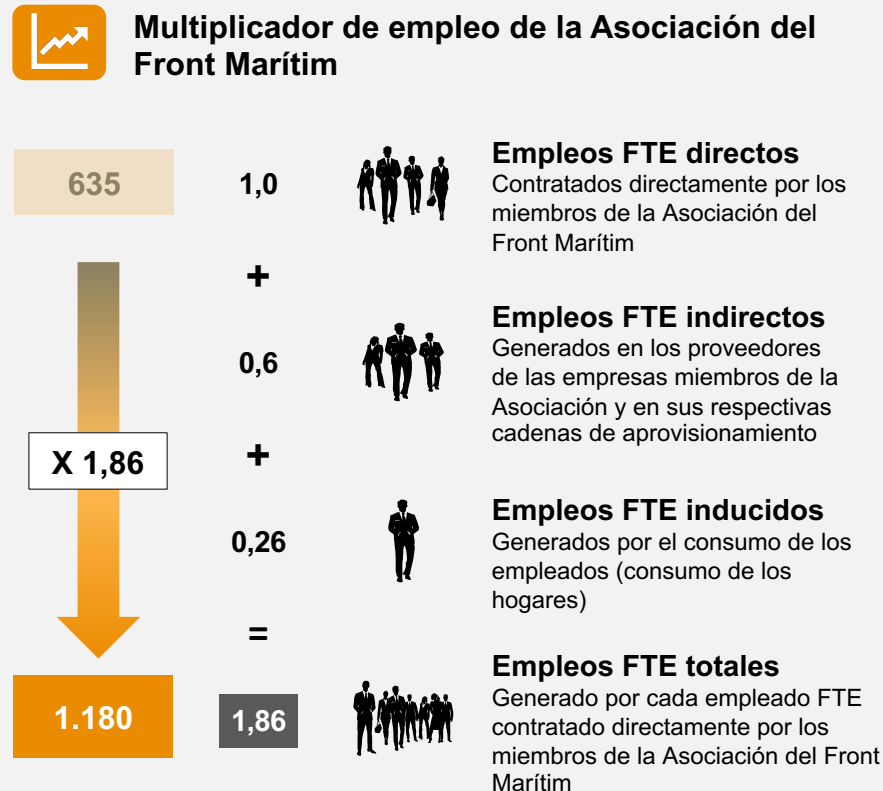 Multiplicador de empleo de la Asociación del
Front Marítim
635
1,0
Empleos FTE directos
Contratados directamente por los
miembros de la Asociación del
Front Marítim
+
0,6
Empleos FTE indirectos
Generados en los proveedores
de las empresas miembros de la
Asociación y en sus respectivas
cadenas de aprovisionamiento
X 1,86
+
0,26
Empleos FTE inducidos
Generados por el consumo de los
empleados (consumo de los
hogares)
=
1.180
1,86
Empleos FTE totales
Generado por cada empleado FTE
contratado directamente por los
miembros de la Asociación del Front
Marítim